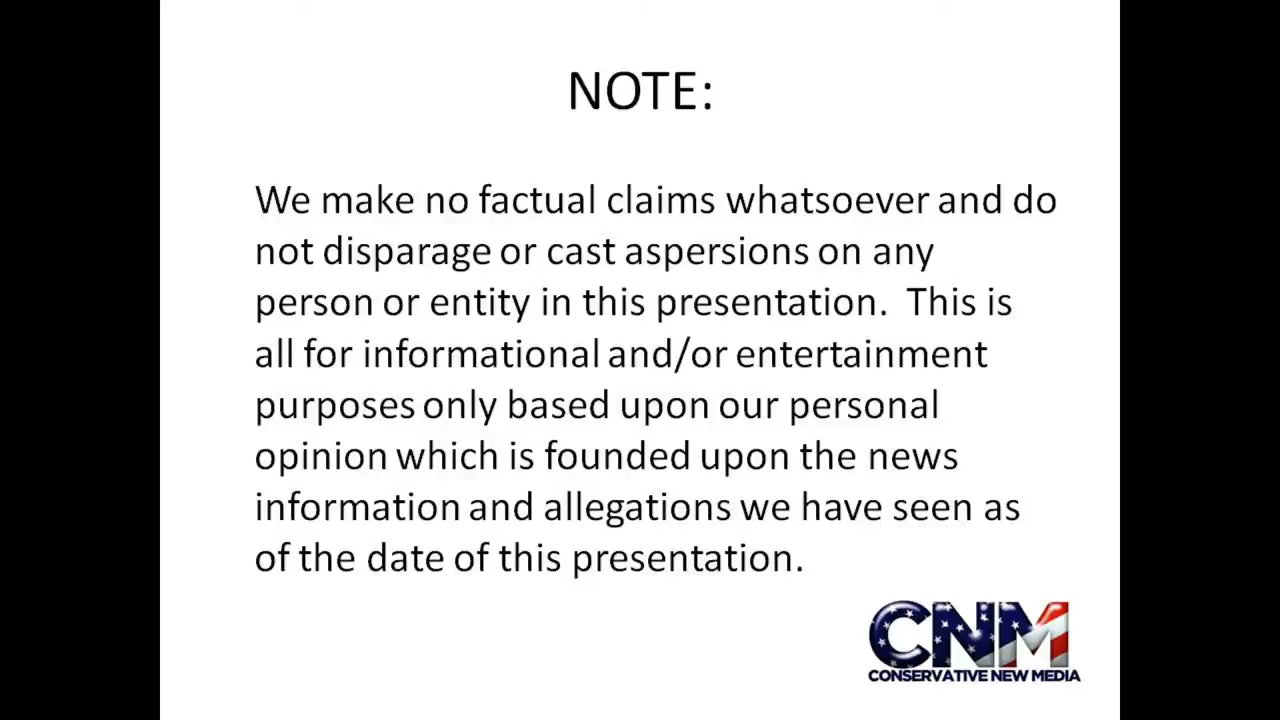 NOTE:
We make no factual claims whatsoever and do
not disparage or cast aspersions on any
person or entity in this presentation.  This is
all for informational and/or entertainment
purposes only based upon our personal
opinion which is founded upon the news
information and allegations we have seen as
of the date of this presentation.
CNM
CONSERVATIVE NEW MEDIA